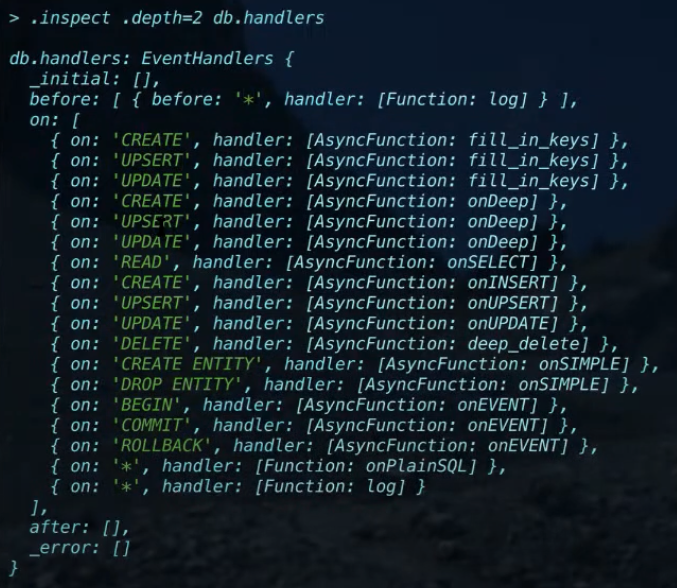 > .inspect .depth=2 db.handlers
db.handlers: EventHandlers {
  _initial: [],
  before: [ { before: '*', handler: [Function: log] } ],
  on: [
    { on: 'CREATE', handler: [AsyncFunction: fill_in_keys] },
    { on: 'UPSERT', handler: [AsyncFunction: fill_in_keys] },
    { on: 'UPDATE', handler: [AsyncFunction: fill_in_keys] },
    { on: 'CREATE', handler: [AsyncFunction: onDeep] },
    { on: 'UPSERT', handler: [AsyncFunction: onDeep] },
    { on: 'UPDATE', handler: [AsyncFunction: onDeep] },
    { on: 'READ', handler: [AsyncFunction: onSELECT] },
    { on: 'CREATE', handler: [AsyncFunction: onINSERT] },
    { on: 'UPSERT', handler: [AsyncFunction: onUPSERT] },
    { on: 'UPDATE', handler: [AsyncFunction: onUPDATE] },
    { on: 'DELETE', handler: [AsyncFunction: deep_delete] },
    { on: 'CREATE ENTITY', handler: [AsyncFunction: onSIMPLE] },
    { on: 'DROP ENTITY', handler: [AsyncFunction: onSIMPLE] },
    { on: 'BEGIN', handler: [AsyncFunction: onEVENT] },
    { on: 'COMMIT', handler: [AsyncFunction: onEVENT] },
    { on: 'ROLLBACK', handler: [AsyncFunction: onEVENT] },
    { on: '*', handler: [Function: onPlainSQL] },
    { on: '*', handler: [Function: log] }
  ],
  after: [],
  _error: []
}